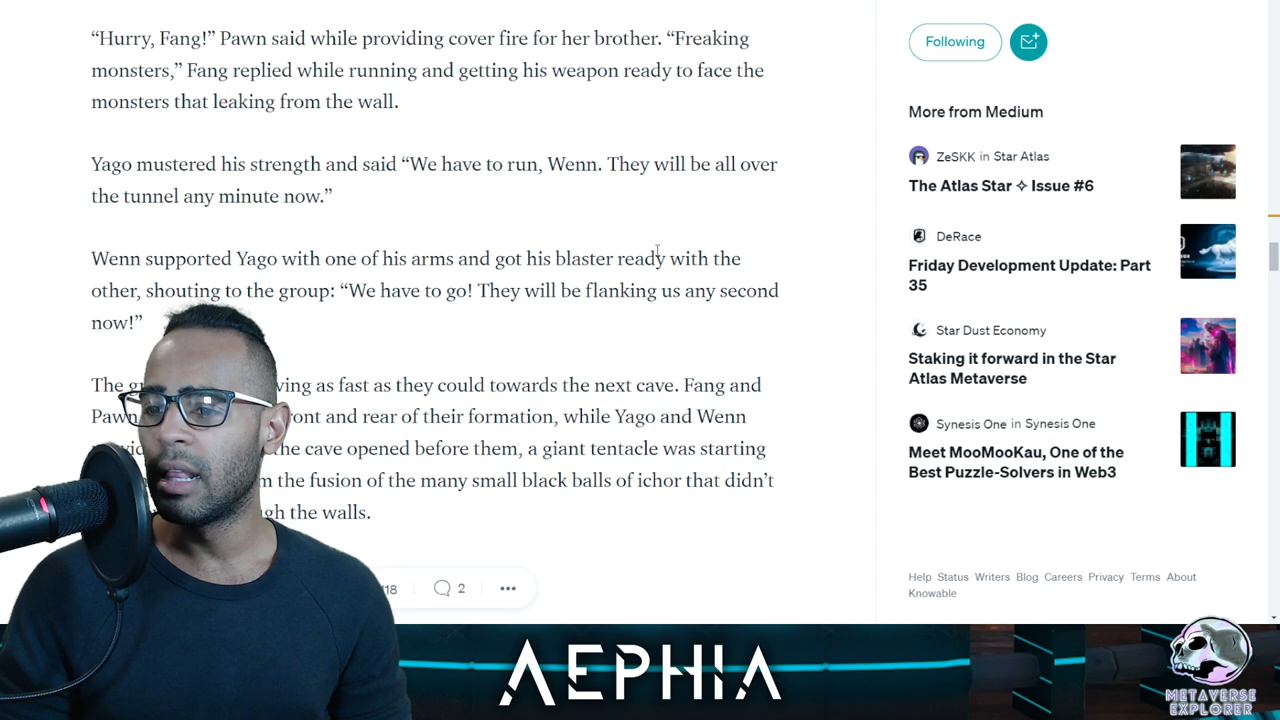 “Hurry, Fang!” Pawn said while providing cover fire for her brother. “Freaking
monsters,” Fang replied while running and getting his weapon ready to face the
monsters that leaking from the wall.
Yago mustered his strength and said “We have to run, Wenn. They will be all over
the tunnel any minute now.”
Wenn supported Yago with one of his arms and got his blaster ready with the
other, shouting to the group: “We have to go! They will be flanking us any second
now!”
The ving as fast as they could towards the next cave. Fang and
Pawn ront and rear of their formation, while Yago and Wenn
he cave opened before them, a giant tentacle was starting
the fusion of the many small black balls of ichor that didn’t
gh the walls.
118
2
Following
More from Medium
ZeSKK in Star Atlas
The Atlas Star ✧ Issue #6
DeRace
Friday Development Update: Part
35
Star Dust Economy
Staking it forward in the Star
Atlas Metaverse
Synesis One in Synesis One
Meet MooMooKau, One of the
Best Puzzle-Solvers in Web3
Help Status Writers Blog Careers Privacy Terms About
Knowable
AEPHIA
METAVERSE
EXPLORER